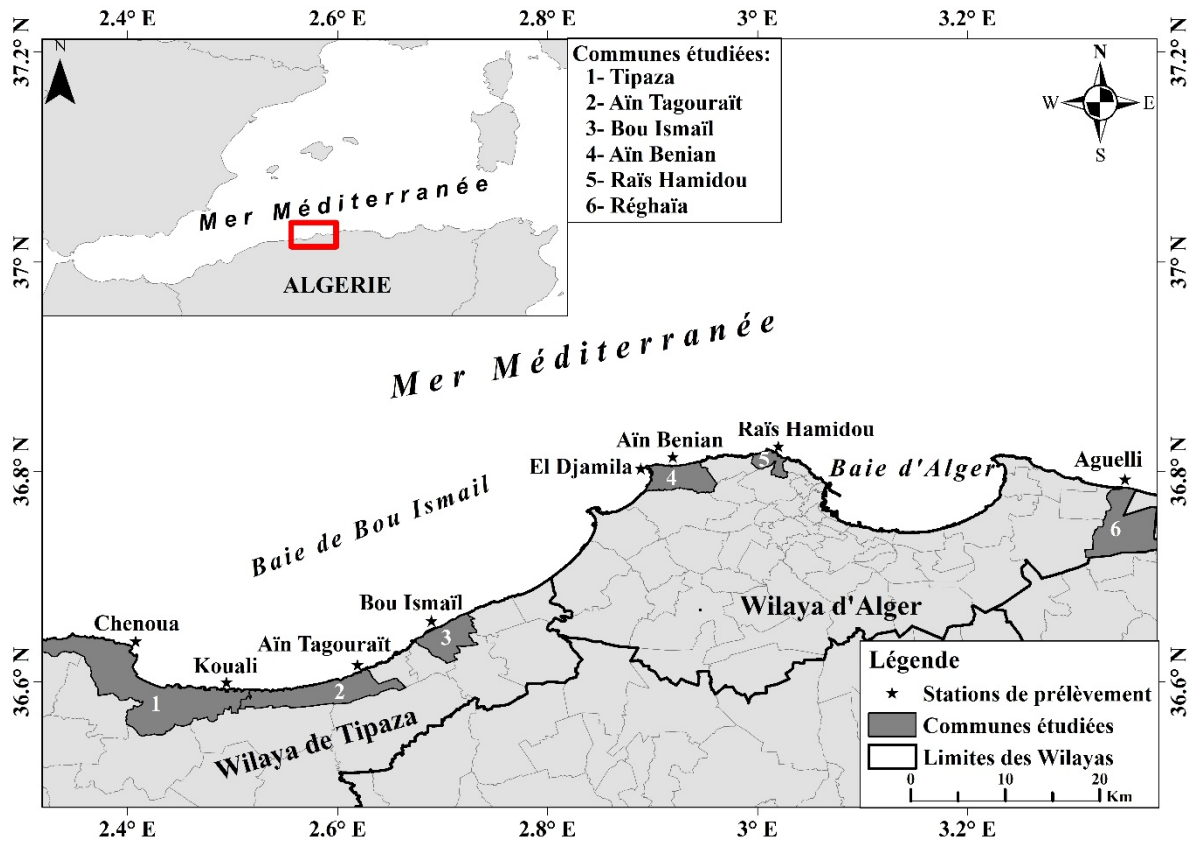 2.4° E 2.6° E 2.8° E 3° E 3.2° E
37.2° N
37° N
36.8° N
36.6° N
37.2° N
37° N
36.8° N
36.6° N
N
Mer Méditerranée
ALGERIE
Communes étudiées:
1- Tipaza
2- Aïn Tagouraït
3- Bou Ismaïl
4- Aïn Benian
5- Raïs Hamidou
6- Réghaïa
N
W E
S
Mer Méditerranée
Raïs Hamidou
Aïn Benian
El Djamila
Baie d'Alger
Aguelli
4
5
6
Baie de Bou Ismail
Bou Ismaïl
Chenoua
Aïn Tagouraït
Kouali
1
2
3
Wilaya d'Alger
Wilaya de Tipaza
Légende
Stations de prélèvement
Communes étudiées
Limites des Wilayas
0 10 20
Km
2.4° E 2.6° E 2.8° E 3° E 3.2° E